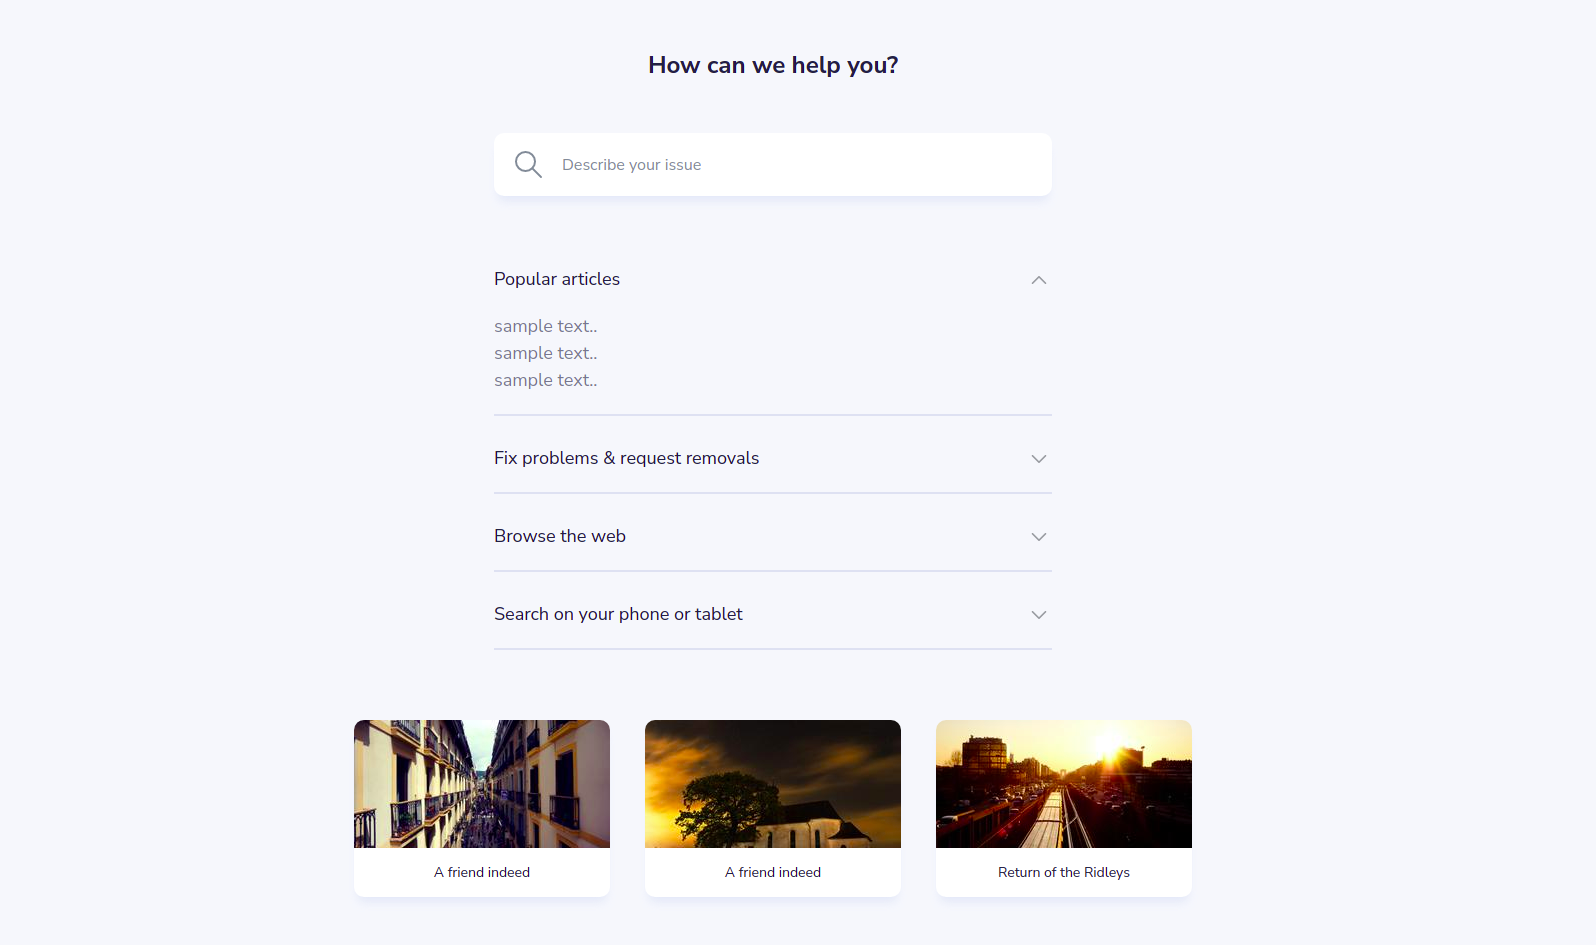 How can we help you?
Describe your issue
Popular articles
sample text..
sample text..
sample text..
Fix problems & request removals
Browse the web
Search on your phone or tablet
A friend indeed
A friend indeed
Return of the Ridleys